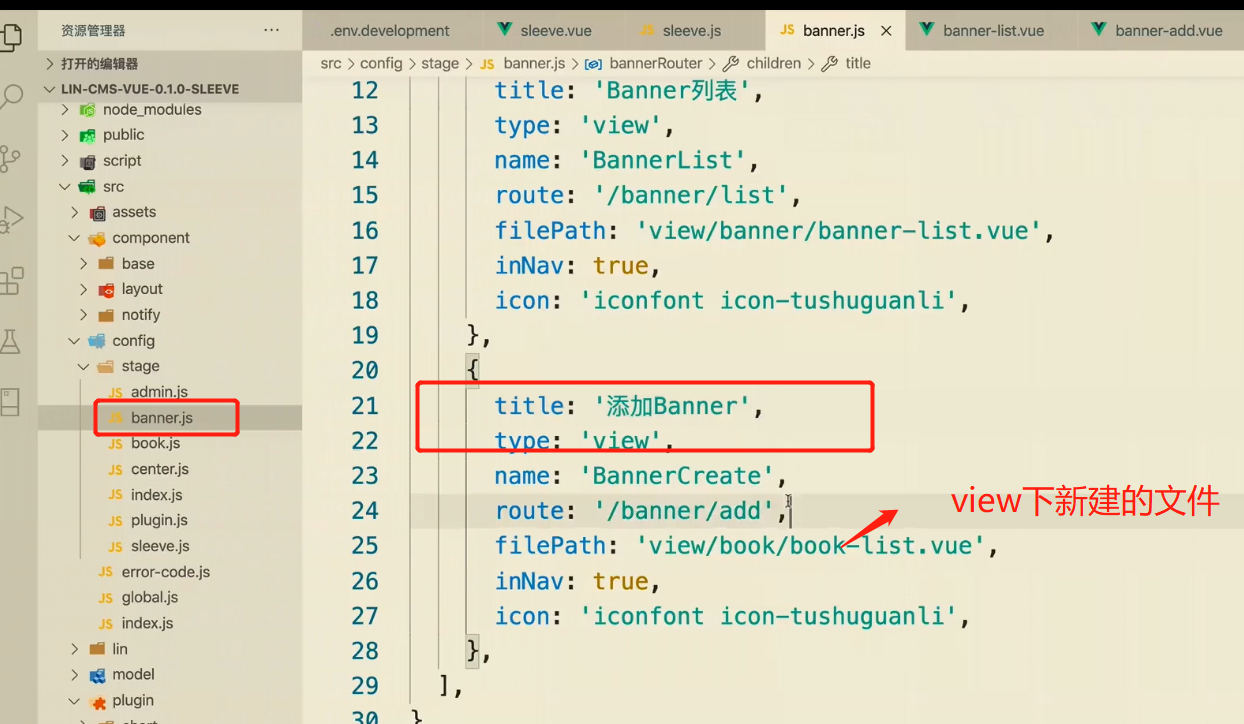 资源管理器 ···
.env.development sleeve.vue JS sleeve.js JS banner.js × banner-list.vue banner-add.vue
打开的编辑器
src > config > stage > JS banner.js > bannerRouter > children > title
LIN-CMS-VUE-0.1.0-SLEEVE
node_modules
public
script
src
assets
component
base
layout
notify
config
stage
JS admin.js
JS banner.js
JS book.js
JS center.js
JS index.js
JS plugin.js
JS sleeve.js
JS error-code.js
JS global.js
JS index.js
lin
model
plugin
12 title: 'Banner列表',
13 type: 'view',
14 name: 'BannerList',
15 route: '/banner/list',
16 filePath: 'view/banner/banner-list.vue',
17 inNav: true,
18 icon: 'iconfont icon-tushuguanli',
19 },
20 {
21 title: '添加Banner',
22 type: 'view',
23 name: 'BannerCreate',
24 route: '/banner/add',
25 filePath: 'view/book/book-list.vue',
26 inNav: true,
27 icon: 'iconfont icon-tushuguanli',
28 },
29 ],
30 }
view下新建的文件